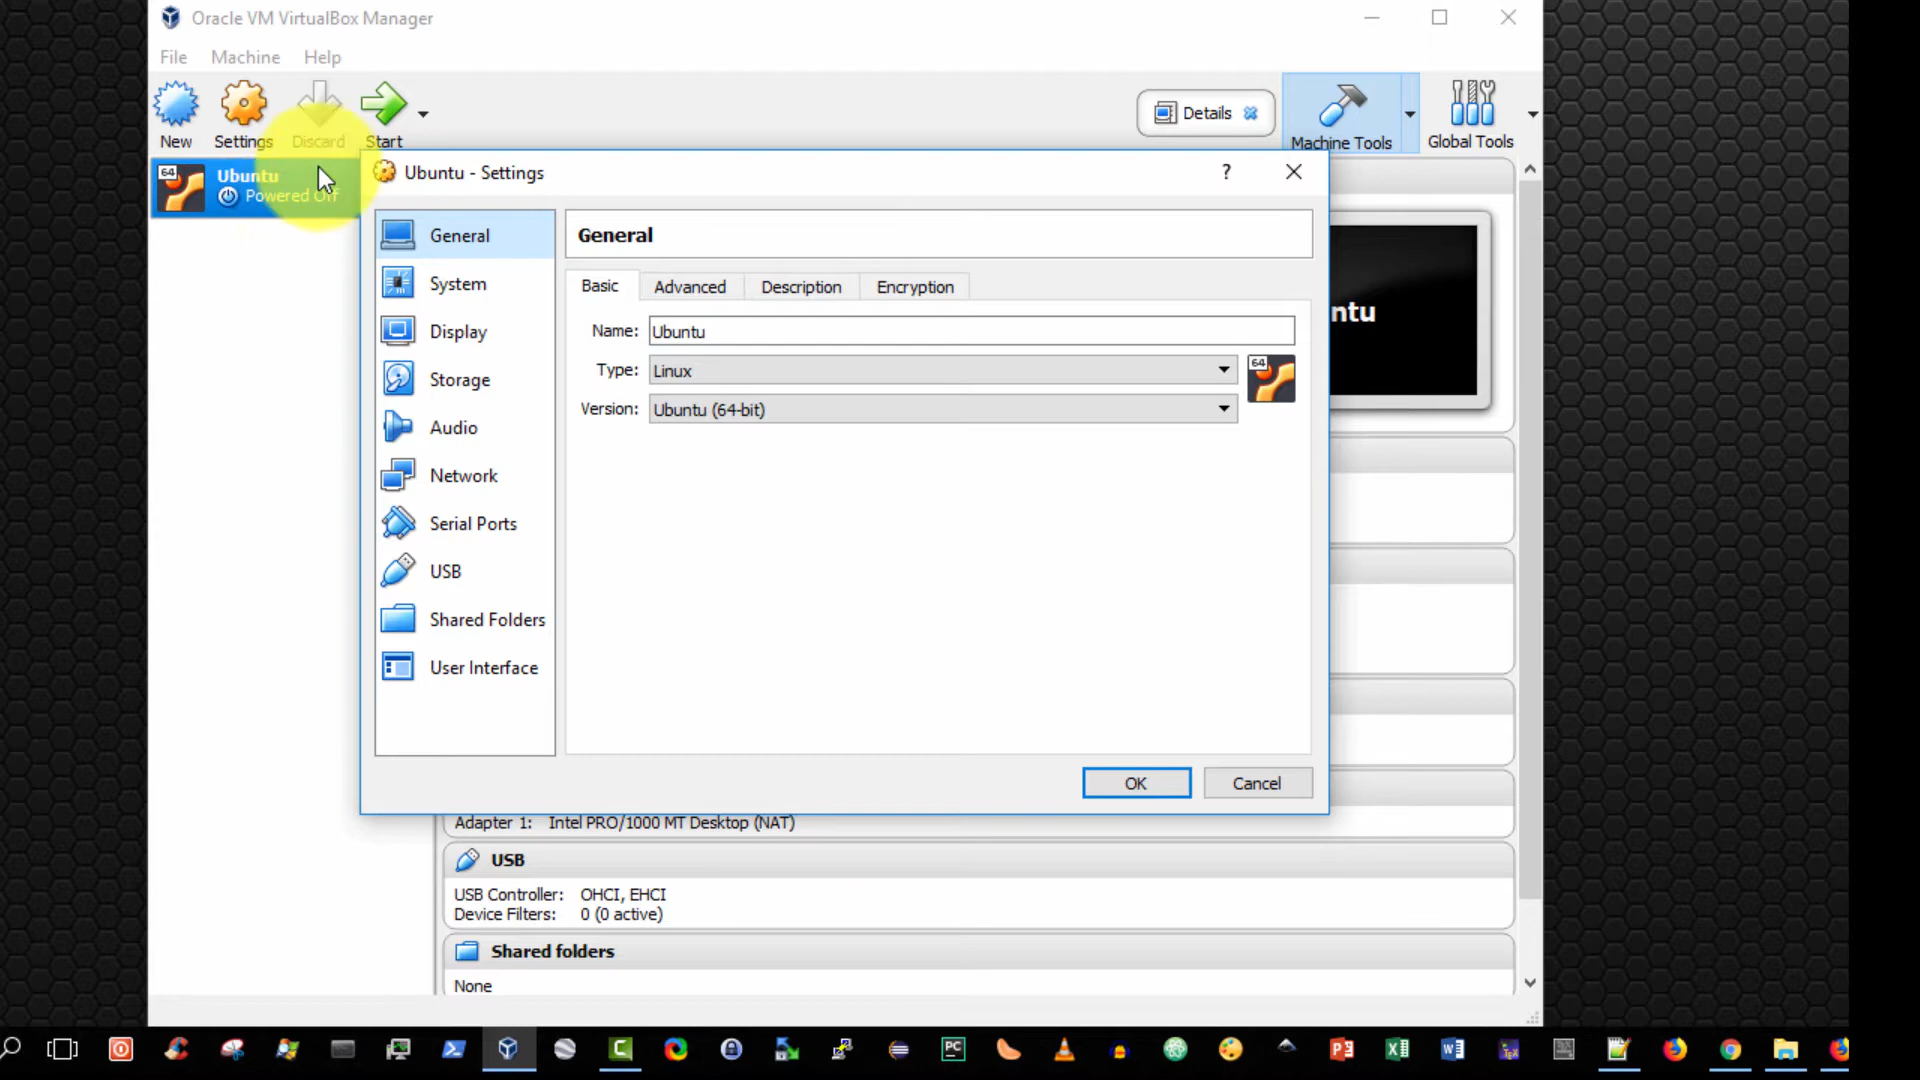 Oracle VM VirtualBox Manager
File Machine Help
New Settings Discard Start
Details
Machine Tools
Global Tools
64 Ubuntu
Powered Off
Ubuntu - Settings
?
General
System
Display
Storage
Audio
Network
Serial Ports
USB
Shared Folders
User Interface
General
Basic Advanced Description Encryption
Name: Ubuntu
Type: Linux
64
Version: Ubuntu (64-bit)
ntu
OK Cancel
Adapter 1: Intel PRO/1000 MT Desktop (NAT)
USB
USB Controller: OHCI, EHCI
Device Filters: 0 (0 active)
Shared folders
None